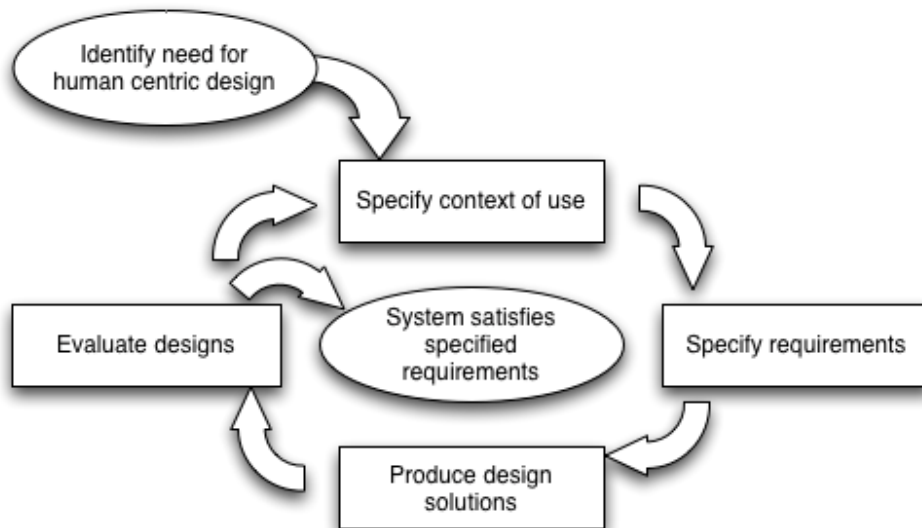 Identify need for
human centric design
Specify context of use
Evaluate designs
System satisfies
specified
requirements
Specify requirements
Produce design
solutions